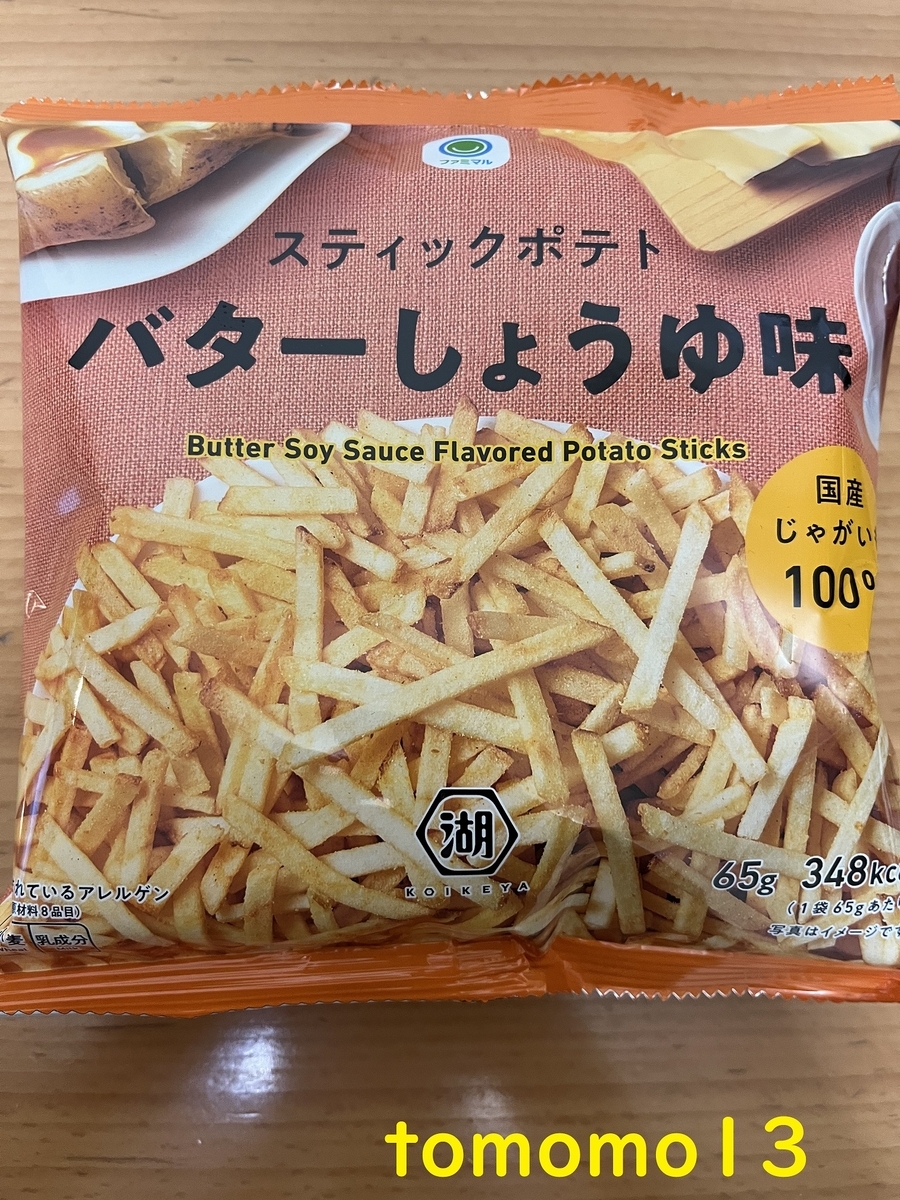 ファミマル
スティックポテト
バターしょうゆ味
Butter Soy Sauce Flavored Potato Sticks
国産
じゃがい
100%
湖
KOIKEYA
65g 348kc
(1袋65gあた
写真はイメージです
れているアレルゲン
材料8品目)
麦 乳成分
tomomo13